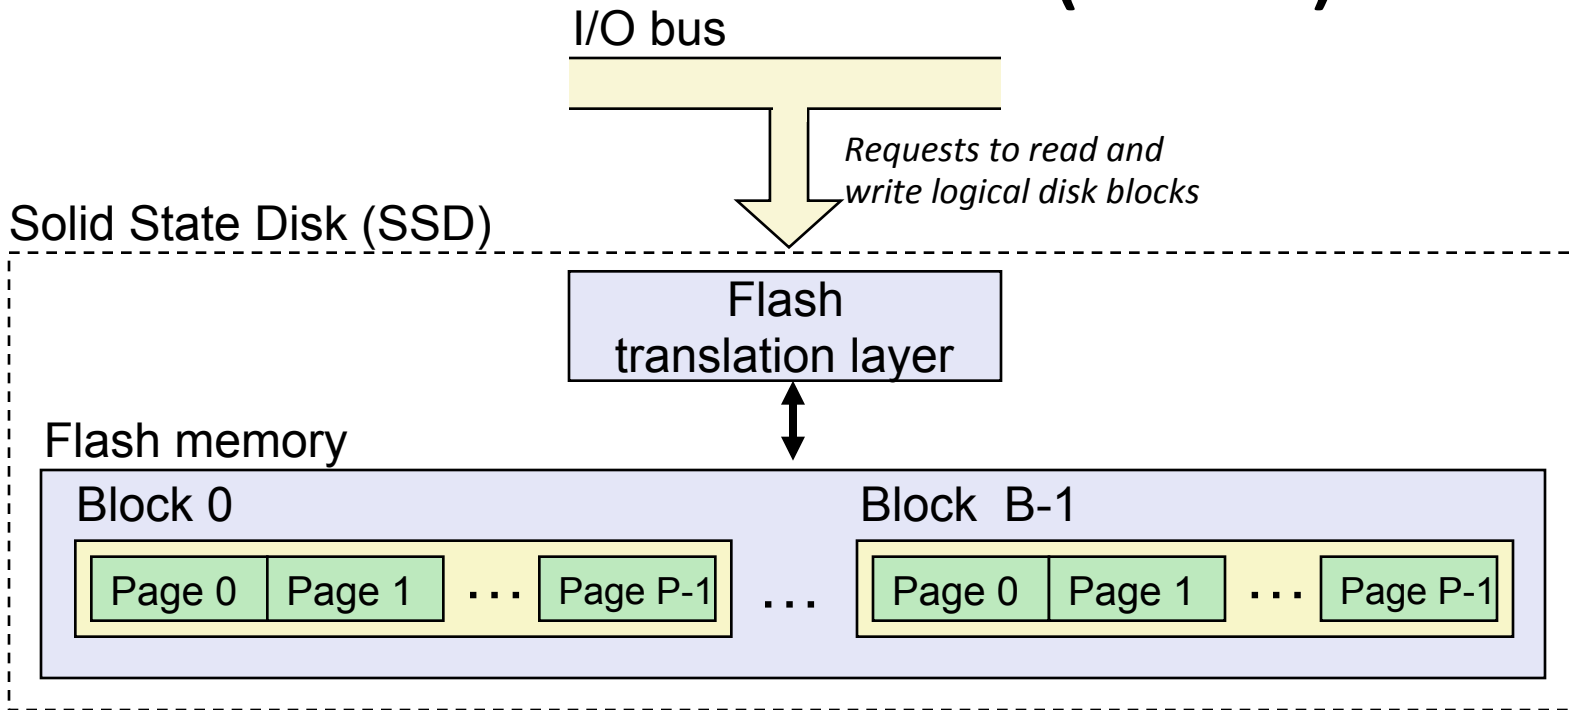 I/O bus
Requests to read and
write logical disk blocks
Solid State Disk (SSD)
Flash
translation layer
Flash memory
Block 0
Block B-1
Page 0 Page 1 ... Page P-1 ... Page 0 Page 1 ... Page P-1